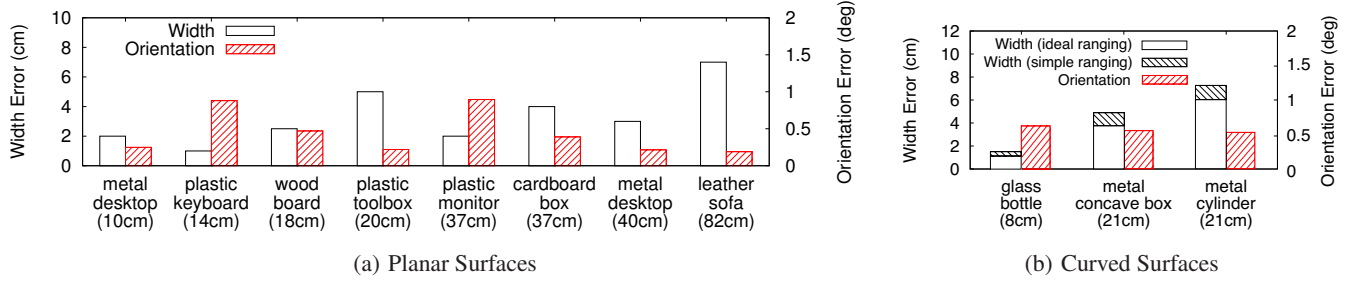 Width Error (cm)
10
8
6
4
2
0
Width
Orientation
2
1.5
1
0.5
0
Orientation Error (deg)
metal
desktop
(10cm)
plastic
keyboard
(14cm)
wood
board
(18cm)
plastic
toolbox
(20cm)
plastic
monitor
(37cm)
cardboard
box
(37cm)
metal
desktop
(40cm)
leather
sofa
(82cm)
(a) Planar Surfaces
Width Error (cm)
12
10
8
6
4
2
0
Width (ideal ranging)
Width (simple ranging)
Orientation
2
1.5
1
0.5
0
Orientation Error (deg)
glass
bottle
(8cm)
metal
concave box
(21cm)
metal
cylinder
(21cm)
(b) Curved Surfaces